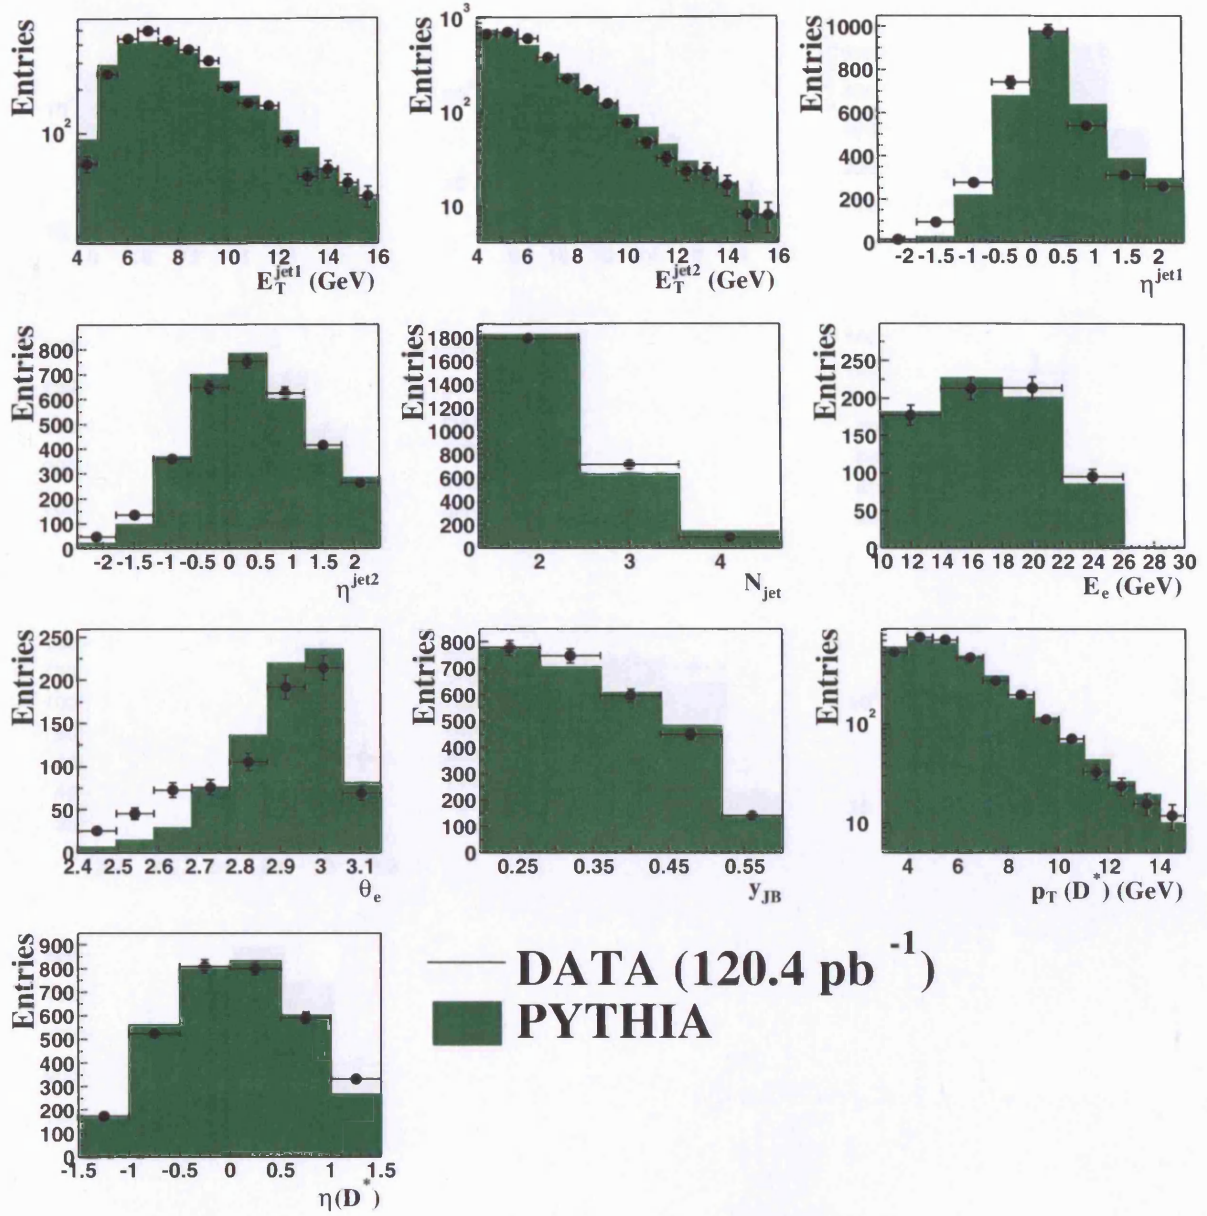 Entries
10^2
4 6 8 10 12 14 16
E_T^jet1 (GeV)
Entries
10^3
10^2
10
4 6 8 10 12 14 16
E_T^jet2 (GeV)
Entries
1000
800
600
400
200
0
-2 -1.5 -1 -0.5 0 0.5 1 1.5 2
η^jet1
Entries
800
700
600
500
400
300
200
100
0
-2 -1.5 -1 -0.5 0 0.5 1 1.5 2
η^jet2
Entries
1800
1600
1400
1200
1000
800
600
400
200
0
2 3 4
N_jet
Entries
250
200
150
100
50
0
10 12 14 16 18 20 22 24 26 28 30
E_e (GeV)
Entries
250
200
150
100
50
0
2.4 2.5 2.6 2.7 2.8 2.9 3 3.1
θ_e
Entries
800
700
600
500
400
300
200
100
0
0.25 0.35 0.45 0.55
y_JB
Entries
10^2
10
4 6 8 10 12 14
p_T (D^*) (GeV)
Entries
900
800
700
600
500
400
300
200
100
0
-1.5 -1 -0.5 0 0.5 1 1.5
η(D^*)
DATA (120.4 pb^-1)
PYTHIA